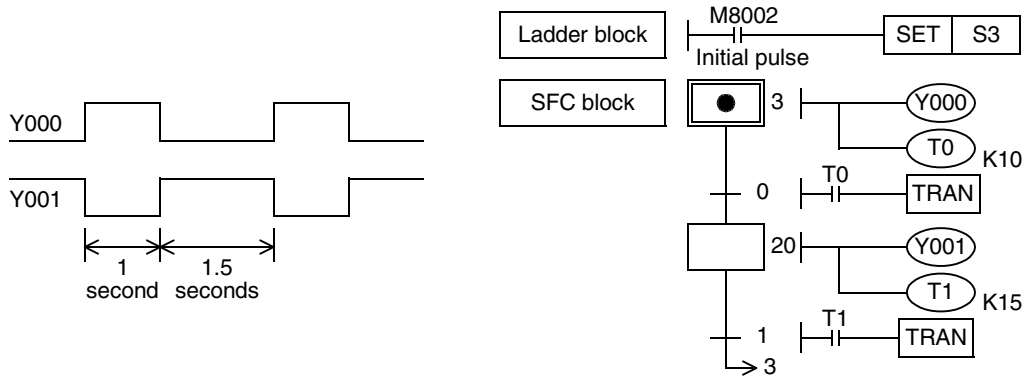 Y000
Y001
1
second
1.5
seconds
Ladder block
M8002
Initial pulse
SET S3
SFC block
3
Y000
T0
K10
0
T0
TRAN
20
Y001
T1
K15
1
T1
TRAN
3